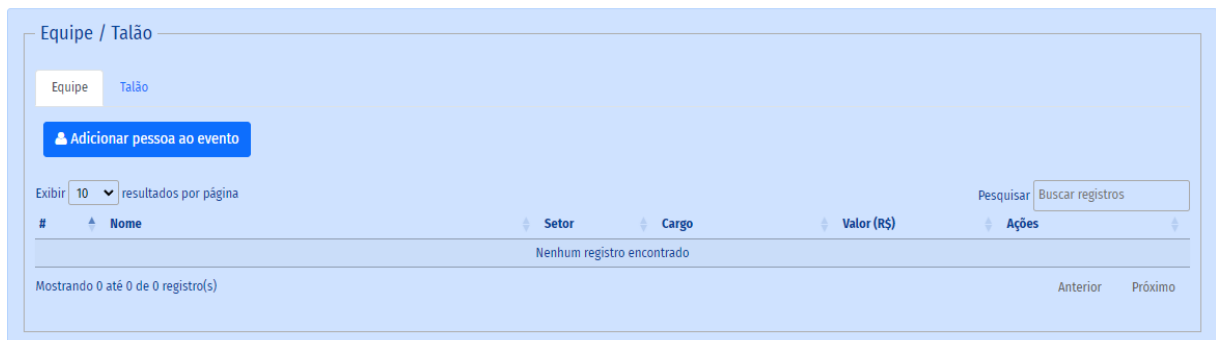 Equipe / Talão
Equipe Talão
Adicionar pessoa ao evento
Exibir 10 resultados por página Pesquisar Buscar registros
# Nome Setor Cargo Valor (R$) Ações
Nenhum registro encontrado
Mostrando 0 até 0 de 0 registro(s) Anterior Próximo